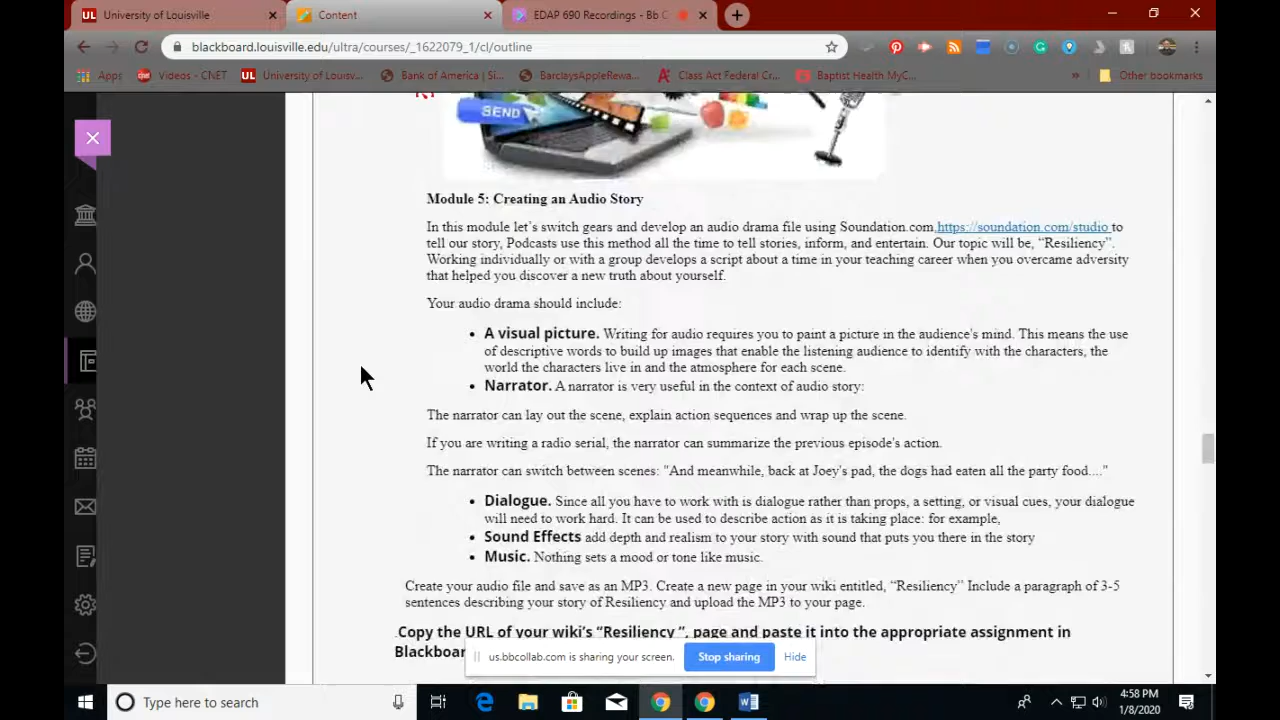 University of Louisville
Content
EDAP 690 Recordings - Bb C
blackboard.louisville.edu/ultra/courses/_1622079_1/cl/outline
Apps
Videos - CNET
University of Louisv...
Bank of America | Si...
BarclaysAppleRewa...
Class Act Federal Cr...
Baptist Health MyC...
»
Other bookmarks
SEND
Module 5: Creating an Audio Story
In this module let's switch gears and develop an audio drama file using Soundation.com,https://soundation.com/studio to
tell our story, Podcasts use this method all the time to tell stories, inform, and entertain. Our topic will be, “Resiliency”.
Working individually or with a group develops a script about a time in your teaching career when you overcame adversity
that helped you discover a new truth about yourself.
Your audio drama should include:
• A visual picture. Writing for audio requires you to paint a picture in the audience's mind. This means the use
of descriptive words to build up images that enable the listening audience to identify with the characters, the
world the characters live in and the atmosphere for each scene.
• Narrator. A narrator is very useful in the context of audio story:
The narrator can lay out the scene, explain action sequences and wrap up the scene.
If you are writing a radio serial, the narrator can summarize the previous episode's action.
The narrator can switch between scenes: "And meanwhile, back at Joey's pad, the dogs had eaten all the party food...."
• Dialogue. Since all you have to work with is dialogue rather than props, a setting, or visual cues, your dialogue
will need to work hard. It can be used to describe action as it is taking place: for example,
• Sound Effects add depth and realism to your story with sound that puts you there in the story
• Music. Nothing sets a mood or tone like music.
Create your audio file and save as an MP3. Create a new page in your wiki entitled, “Resiliency” Include a paragraph of 3-5
sentences describing your story of Resiliency and upload the MP3 to your page.
Copy the URL of your wiki's “Resiliency “, page and paste it into the appropriate assignment in
Blackboar
us.bbcollab.com is sharing your screen.
Stop sharing
Hide
Type here to search
4:58 PM
1/8/2020